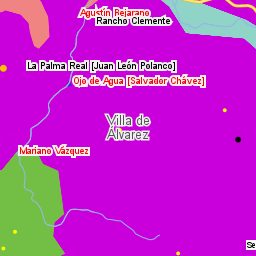 Agustín Bejarano
Rancho Clemente
La Palma Real [Juan León Polanco]
Ojo de Agua [Salvador Chávez]
Villa de
Álvarez
Mariano Vázquez
Se